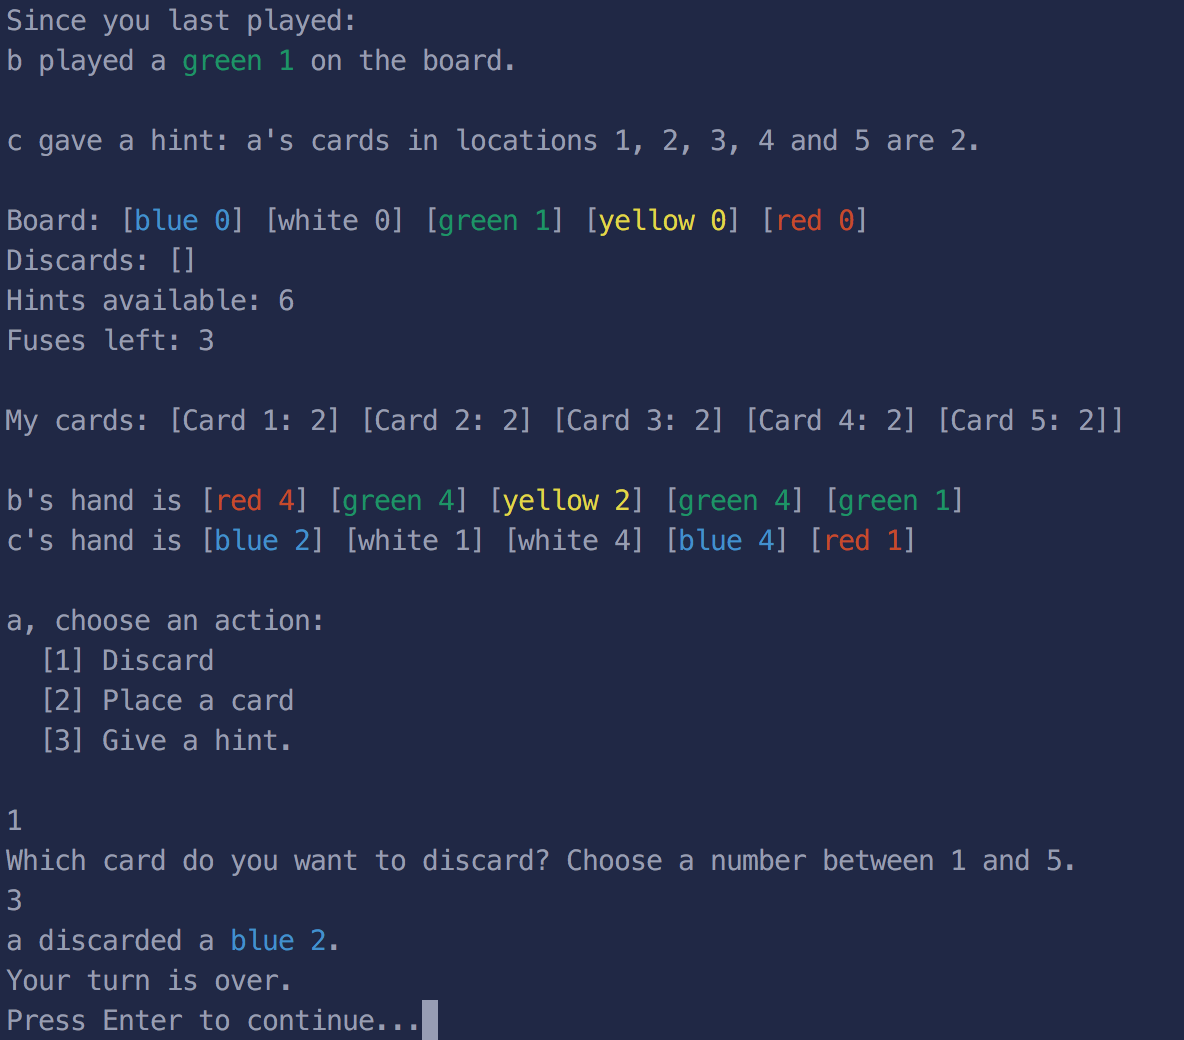 Since you last played:
b played a green 1 on the board.
c gave a hint: a's cards in locations 1, 2, 3, 4 and 5 are 2.
Board: [blue 0] [white 0] [green 1] [yellow 0] [red 0]
Discards: []
Hints available: 6
Fuses left: 3
My cards: [Card 1: 2] [Card 2: 2] [Card 3: 2] [Card 4: 2] [Card 5: 2]]
b's hand is [red 4] [green 4] [yellow 2] [green 4] [green 1]
c's hand is [blue 2] [white 1] [white 4] [blue 4] [red 1]
a, choose an action:
[1] Discard
[2] Place a card
[3] Give a hint.
1
Which card do you want to discard? Choose a number between 1 and 5.
3
a discarded a blue 2.
Your turn is over.
Press Enter to continue...